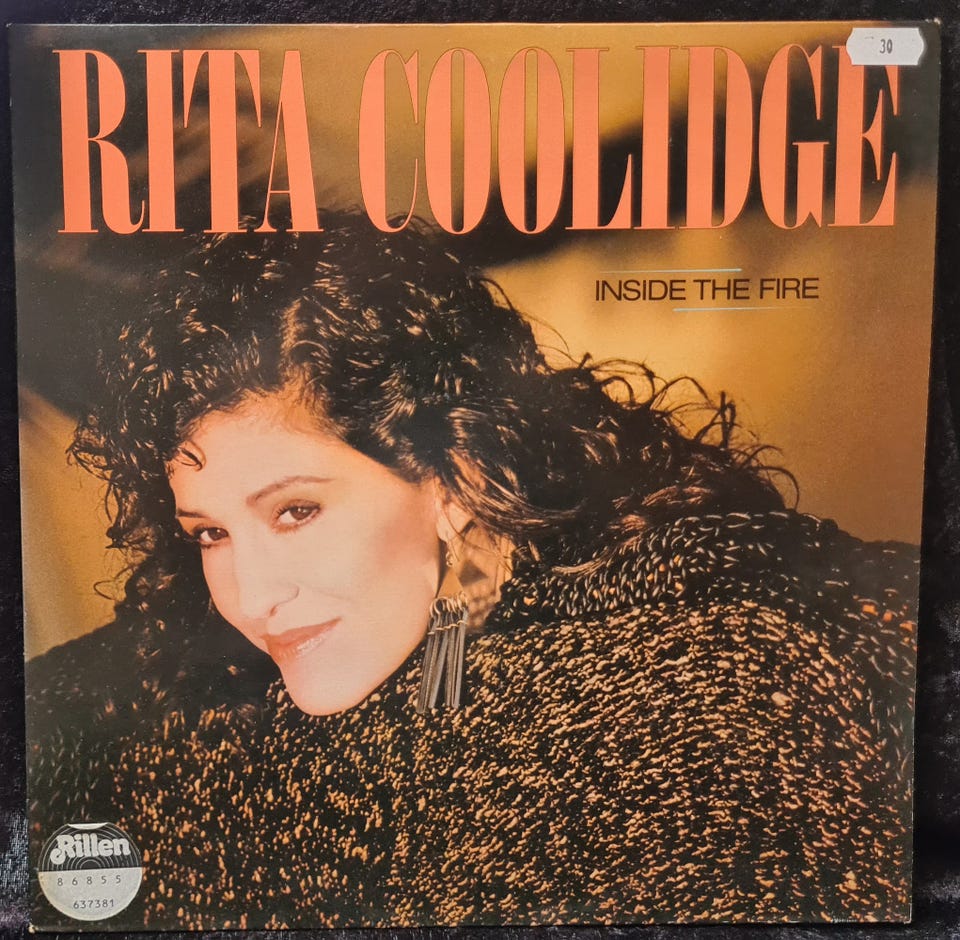 RITA COOLIDGE
30
INSIDE THE FIRE
Rillen
86855
637381